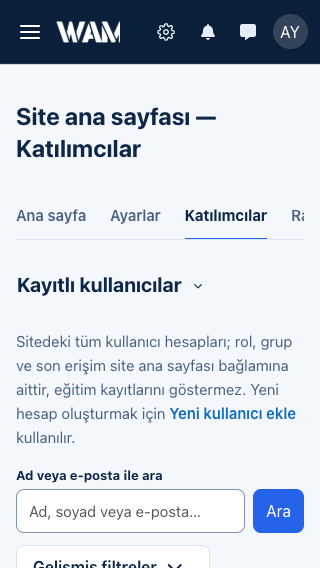 WAM
AY
Site ana sayfası —
Katılımcılar
Ana sayfa Ayarlar Katılımcılar
Kayıtlı kullanıcılar
Sitedeki tüm kullanıcı hesapları; rol, grup
ve son erişim site ana sayfası bağlamına
aittir, eğitim kayıtlarını göstermez. Yeni
hesap oluşturmak için Yeni kullanıcı ekle
kullanılır.
Ad veya e-posta ile ara
Ad, soyad veya e-posta...
Ara
Gelişmiş filtreler